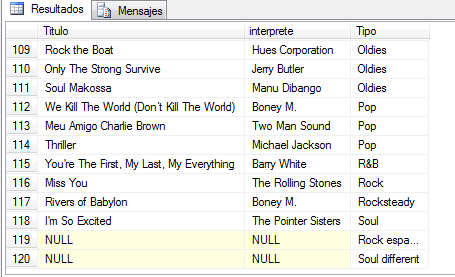 Resultados Mensajes
Titulo interprete Tipo
109 Rock the Boat Hues Corporation Oldies
110 Only The Strong Survive Jerry Butler Oldies
111 Soul Makossa Manu Dibango Oldies
112 We Kill The World (Don't Kill The World) Boney M. Pop
113 Meu Amigo Charlie Brown Two Man Sound Pop
114 Thriller Michael Jackson Pop
115 You're The First, My Last, My Everything Barry White R&B
116 Miss You The Rolling Stones Rock
117 Rivers of Babylon Boney M. Rocksteady
118 I'm So Excited The Pointer Sisters Soul
119 NULL NULL Rock espa...
120 NULL NULL Soul different